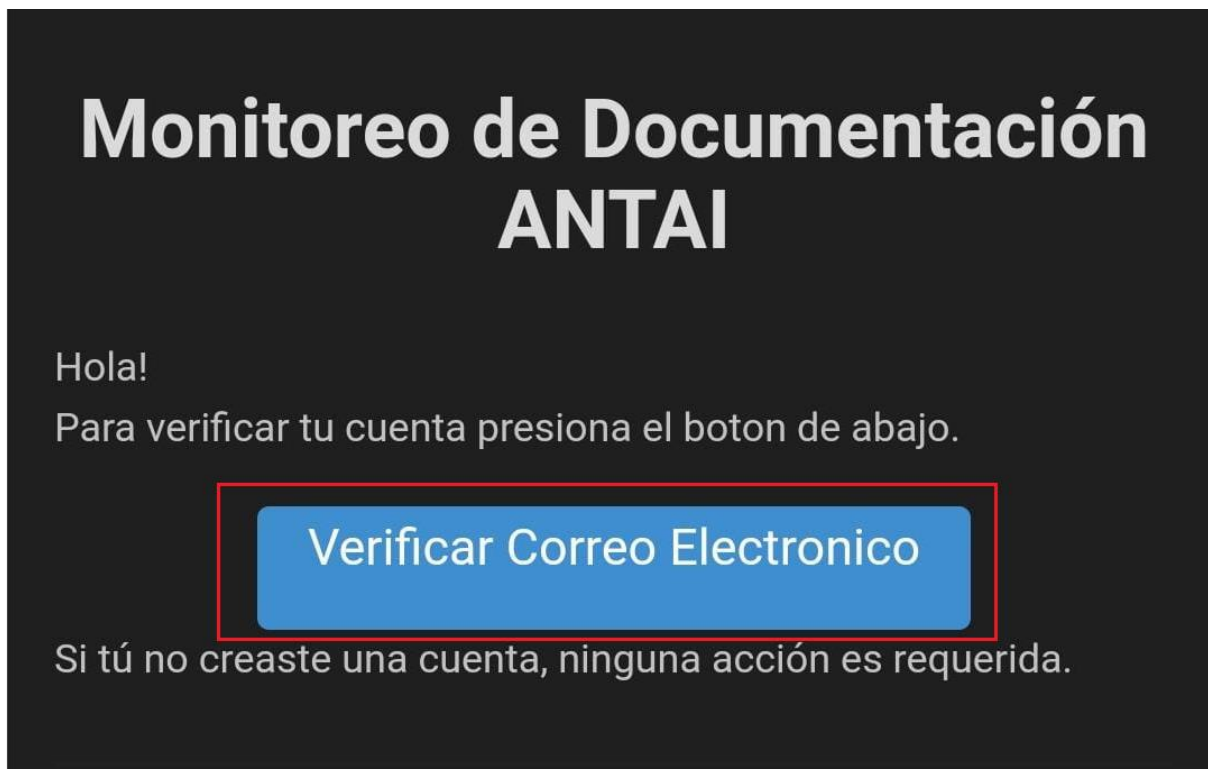 Monitoreo de Documentación
ANTAI
Hola!
Para verificar tu cuenta presiona el boton de abajo.
Verificar Correo Electronico
Si tú no creaste una cuenta, ninguna acción es requerida.